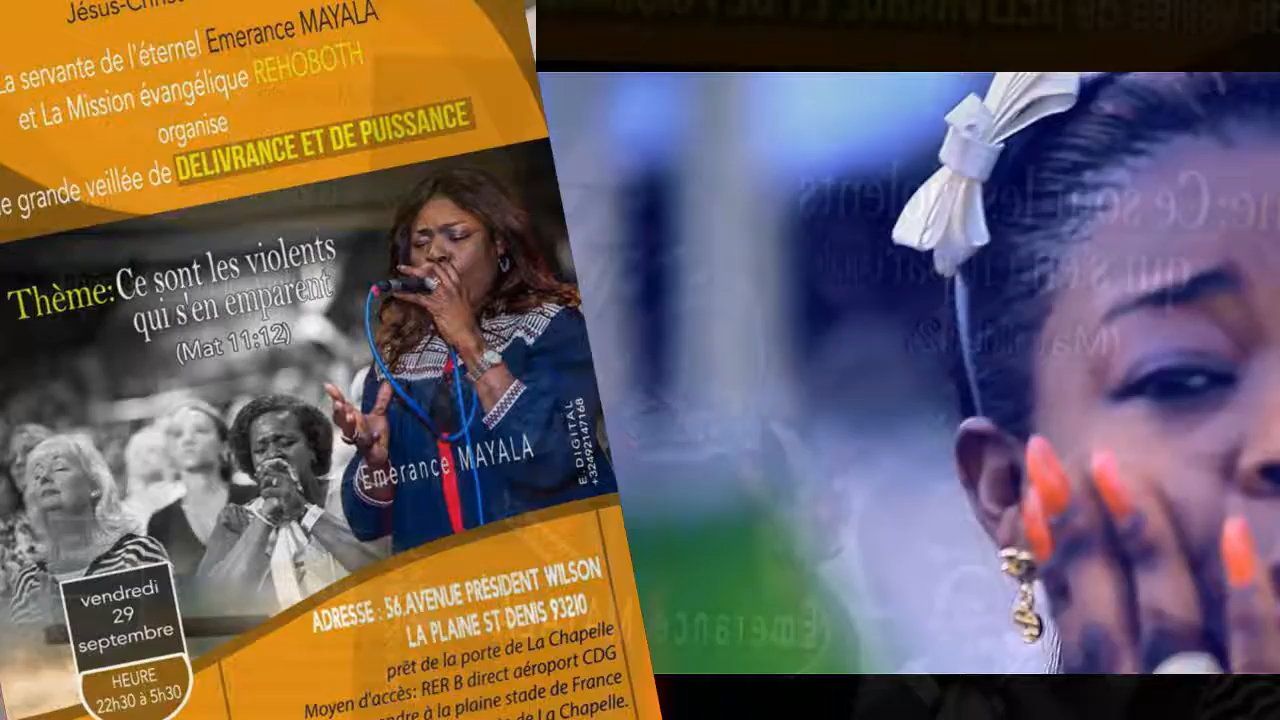 Jésus-Christ
La servante de l'éternel Emerance MAYALA
et La Mission évangélique REHOBOTH
organise
grande veillée de DELIVRANCE ET DE PUISSANCE
Thème: Ce sont les violents
qui s'en emparent
(Mat 11:12)
Emerance MAYALA
E.DIGITAL
+32492147168
vendredi
29
septembre
HEURE
22h30 à 5h30
ADRESSE : 56,AVENUE PRÉSIDENT WILSON
LA PLAINE ST DENIS 93210
prêt de la porte de La Chapelle
Moyen d'accès: RER B direct aéroport CDG
à la plaine stade de France
de La Chapelle.